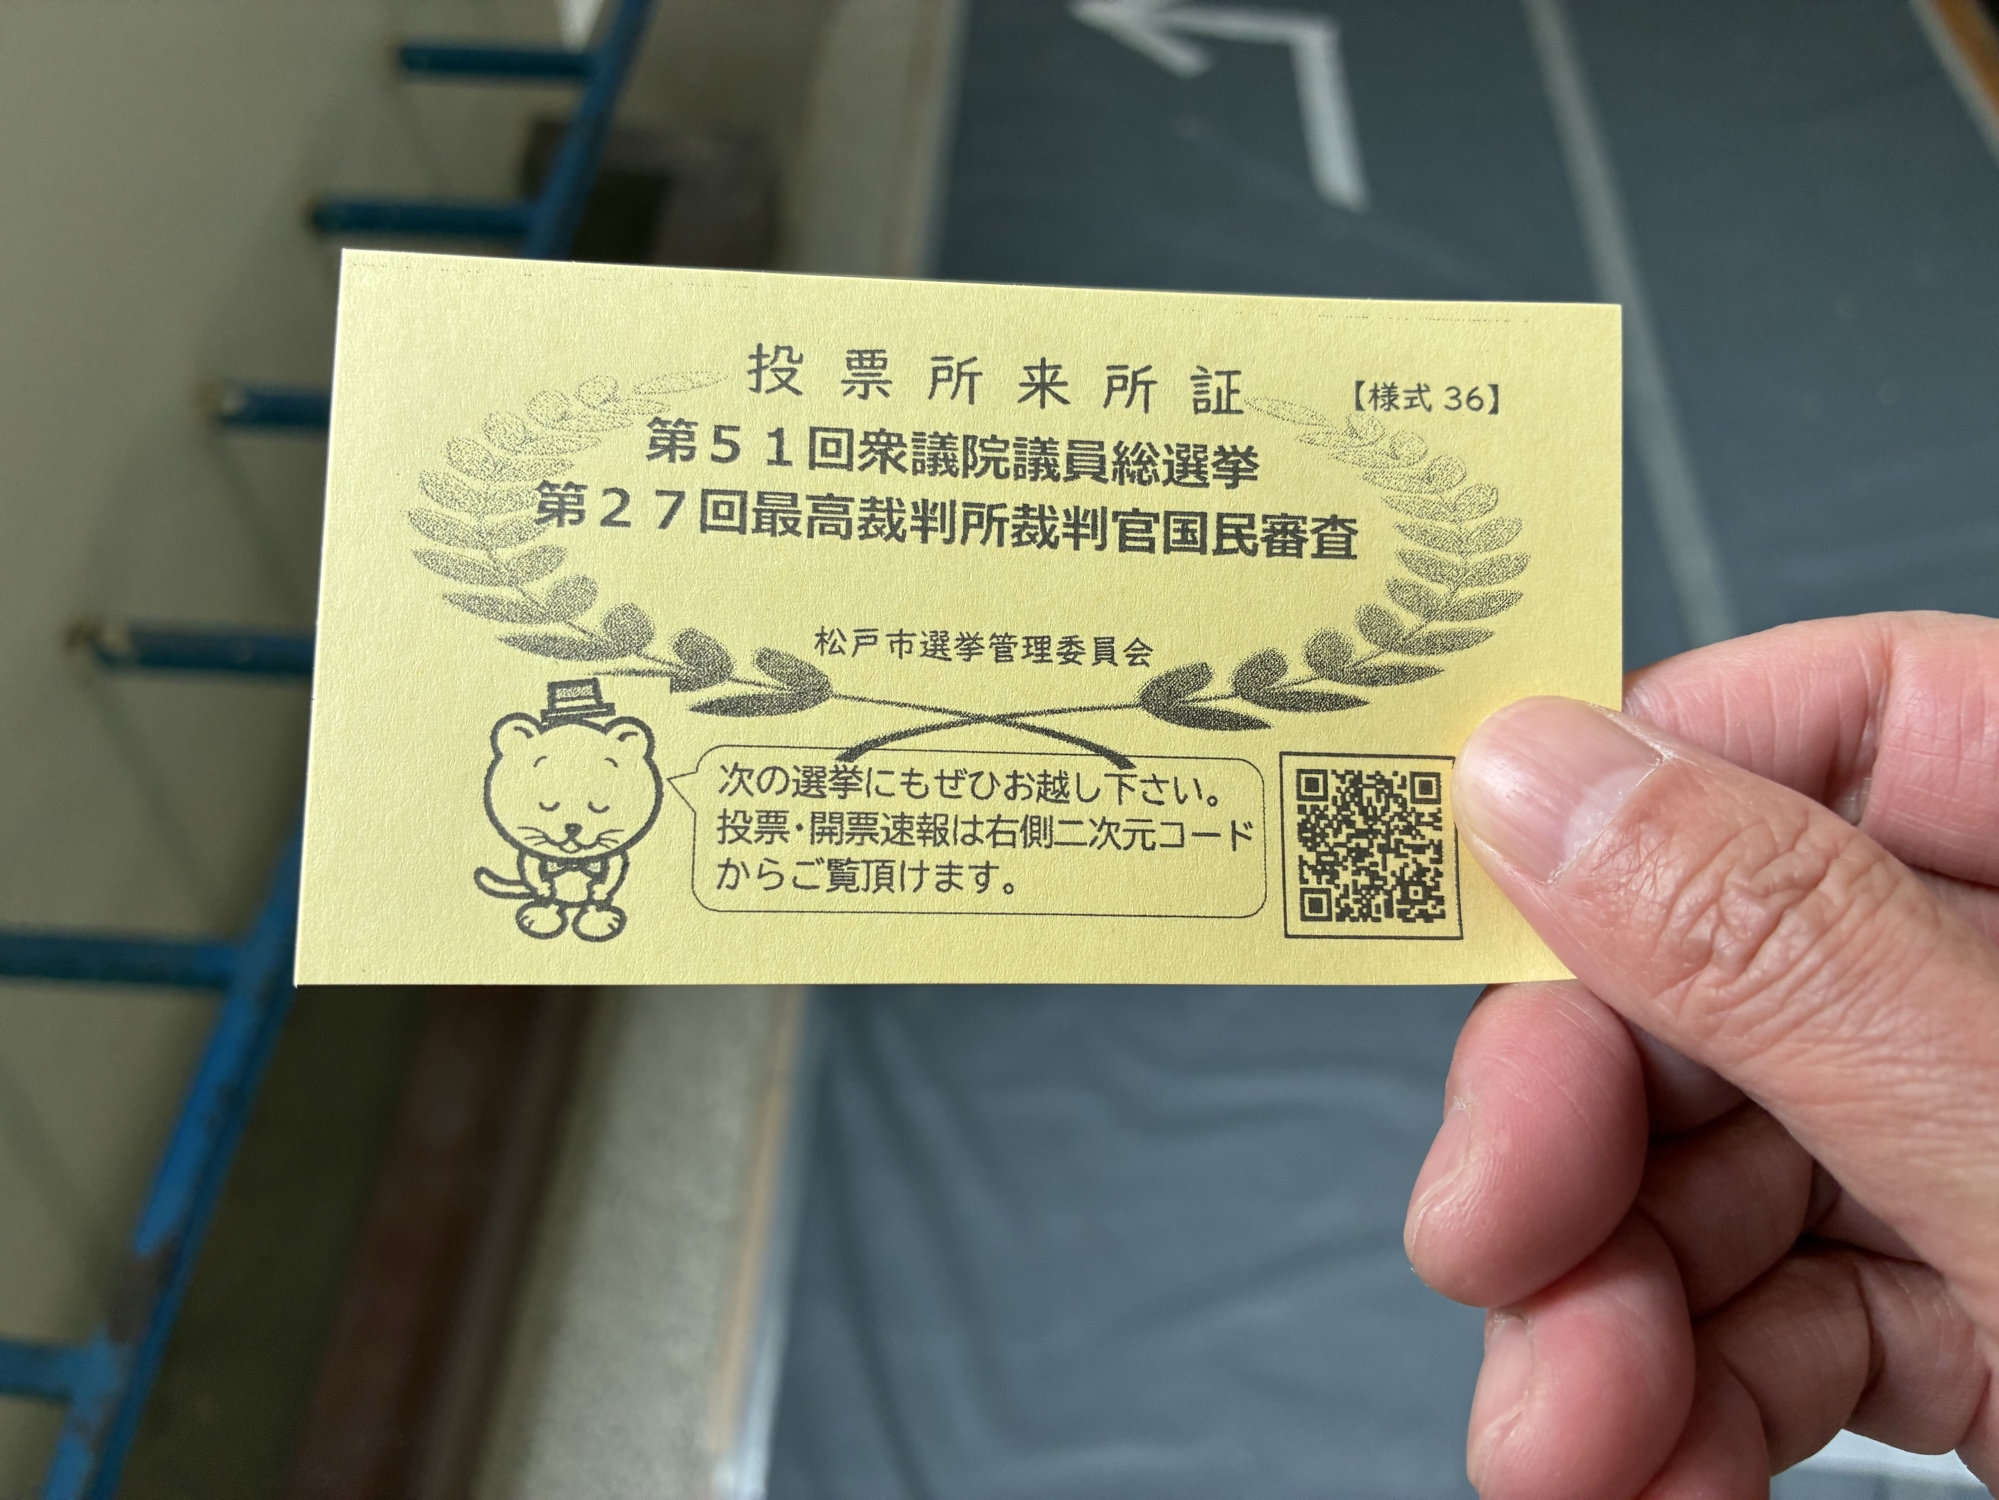 投票所来所証
【様式 36】
第51回衆議院議員総選挙
第27回最高裁判所裁判官国民審査
松戸市選挙管理委員会
次の選挙にもぜひお越し下さい。
投票・開票速報は右側二次元コード
からご覧頂けます。